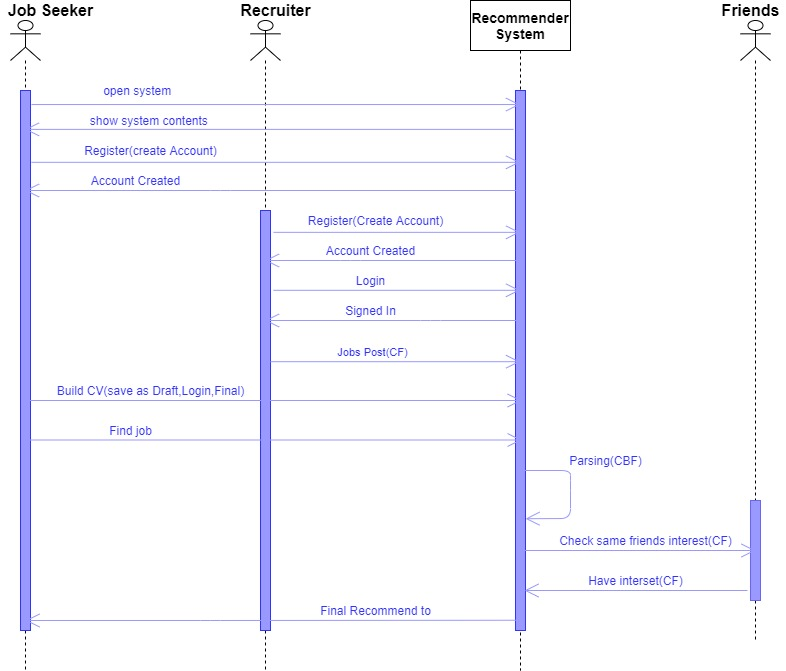 Job Seeker
Recruiter
Recommender
System
Friends
open system
show system contents
Register(create Account)
Account Created
Register(Create Account)
Account Created
Login
Signed In
Jobs Post(CF)
Build CV(save as Draft,Login,Final)
Find job
Parsing(CBF)
Check same friends interest(CF)
Have interset(CF)
Final Recommend to